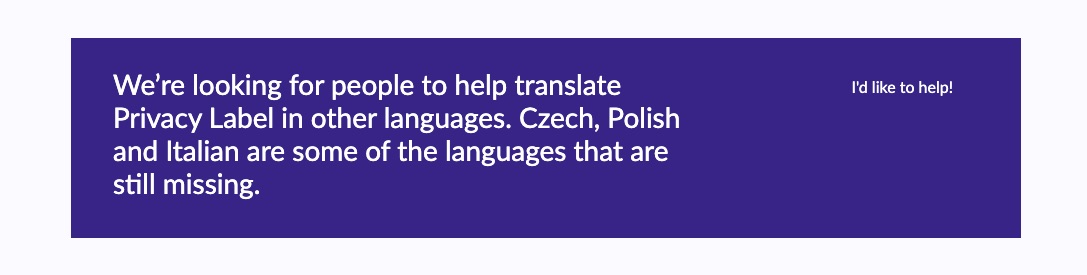 We’re looking for people to help translate
Privacy Label in other languages. Czech, Polish
and Italian are some of the languages that are
still missing.
I'd like to help!